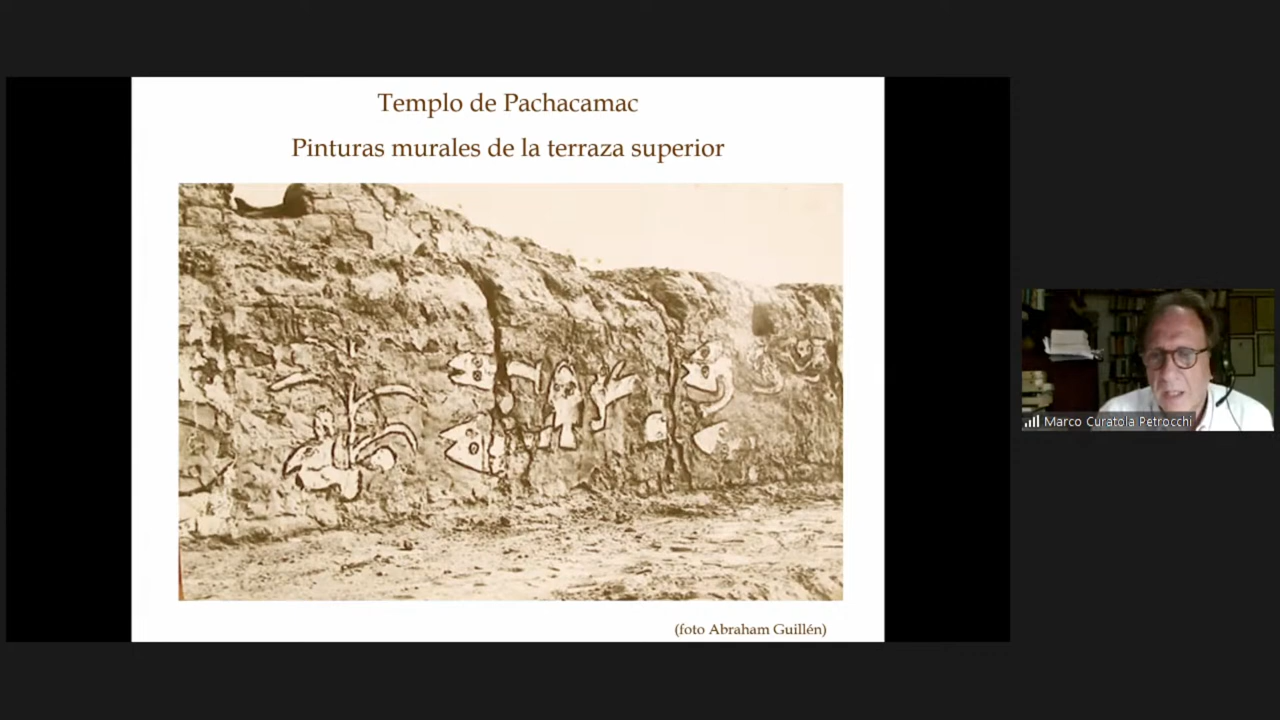 Templo de Pachacamac
Pinturas murales de la terraza superior
(foto Abraham Guillén)
Marco Curatola Petrocchi